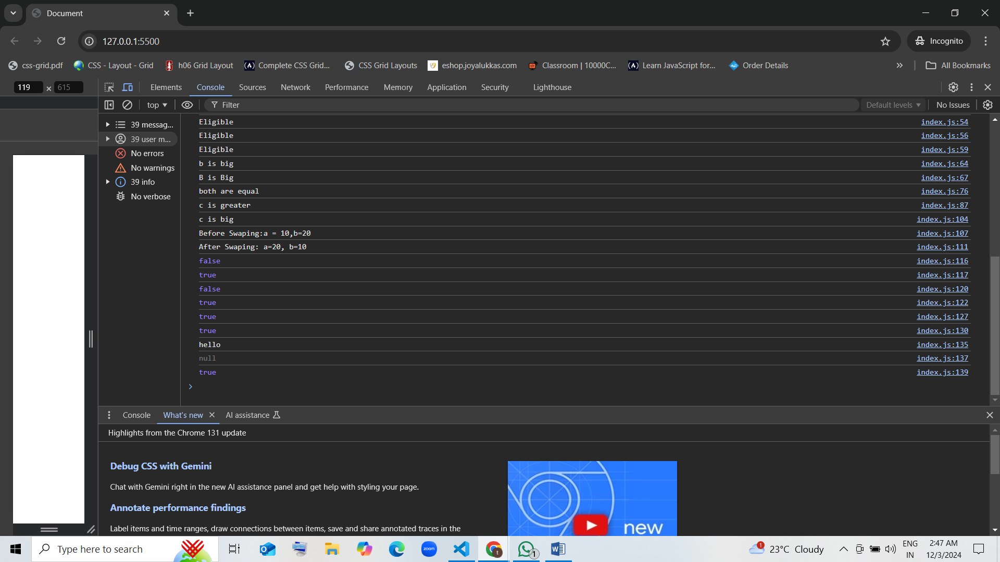 Document
127.0.0.1:5500
Incognito
css-grid.pdf
CSS - Layout - Grid
h06 Grid Layout
Complete CSS Grid...
CSS Grid Layouts
eshop.joyalukkas.com
Classroom | 10000C...
Learn JavaScript for...
Order Details
All Bookmarks
119 × 615
Elements
Console
Sources
Network
Performance
Memory
Application
Security
Lighthouse
top
Filter
Default levels
No Issues
39 messag...
39 user m...
No errors
No warnings
39 info
No verbose
Eligible index.js:54
Eligible index.js:56
Eligible index.js:59
b is big index.js:64
B is Big index.js:67
both are equal index.js:76
c is greater index.js:87
c is big index.js:104
Before Swaping:a = 10,b=20 index.js:107
After Swaping: a=20, b=10 index.js:111
false index.js:116
true index.js:117
false index.js:120
true index.js:122
true index.js:127
true index.js:130
hello index.js:135
null index.js:137
true index.js:139
Console
What's new
AI assistance
Highlights from the Chrome 131 update
Debug CSS with Gemini
Chat with Gemini right in the new AI assistance panel and get help with styling your page.
Annotate performance findings
Label items and time ranges, draw connections between items, save and share annotated traces in the
new
Type here to search
zoom
t
1
1
23°C Cloudy
ENG
IN
2:47 AM
12/3/2024